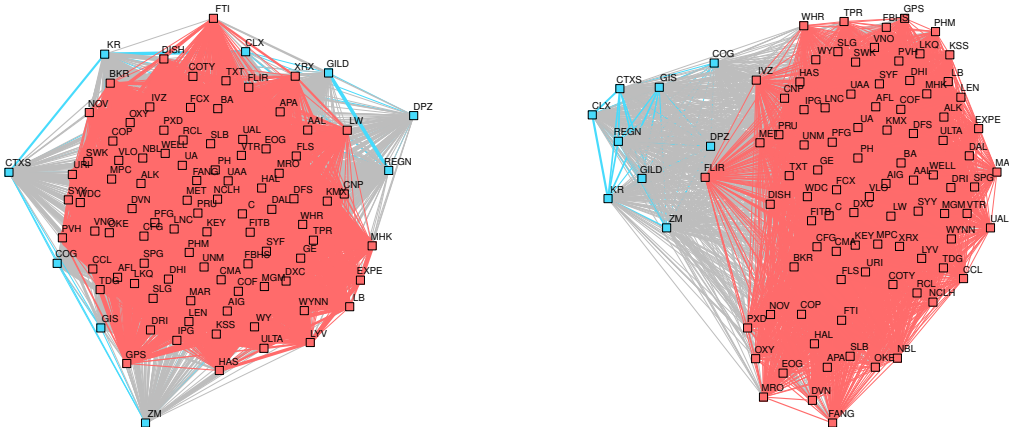 FTI
KR
DISH
CLX
XRX
GILD
BKR
COTY
TXT
FLIR
NOV
IVZ
FCX
BA
APA
DPZ
OXY
PXD
AAL
LW
COP
RCL
SLB
UAL
EOG
SWK
VLO
NBL
WELL
VTR
FLS
CTXS
URI
MPC
ALK
UA
PH
FANG
UAA
MRO
REGN
SYY
WDC
DVN
MET
NCLH
HAL
DFS
KMX
CNP
PRU
C
DAL
PVH
VNO
OKE
PFG
CFG
LNC
KEY
FITB
WHR
TPR
MHK
COG
CCL
SPG
PHM
SYF
GE
AFL
LKQ
DHI
UNM
FBHS
CMA
MGM
DXC
EXPE
TDG
SLG
MAR
COF
AIG
WYNN
LB
GIS
DRI
LEN
IPG
KSS
WY
ULTA
LYV
GPS
HAS
ZM
TPR
GPS
WHR
FBHS
PHM
COG
WY
SLG
VNO
SWK
PVH
LKQ
KSS
CTXS
GIS
IVZ
HAS
UAA
SYF
DHI
LB
CNP
MHK
LEN
CLX
IPG
LNC
AFL
COF
ALK
REGN
DPZ
MET
PRU
UNM
PFG
UA
KMX
DFS
ULTA
EXPE
PH
DAL
GILD
FLIR
TXT
GE
BA
AAL
WELL
MA
KR
WDC
FCX
VLO
AIG
DRI
SPG
DISH
FITB
C
DXC
LW
SYY
MGM
VTR
ZM
CFG
CMA
KEY
MPC
XRX
WYNN
UAL
BKR
LYV
FLS
URI
TDG
CCL
COTY
RCL
NCLH
PXD
NOV
COP
FTI
OXY
HAL
EOG
APA
SLB
OKE
NBL
MRO
DVN
FANG